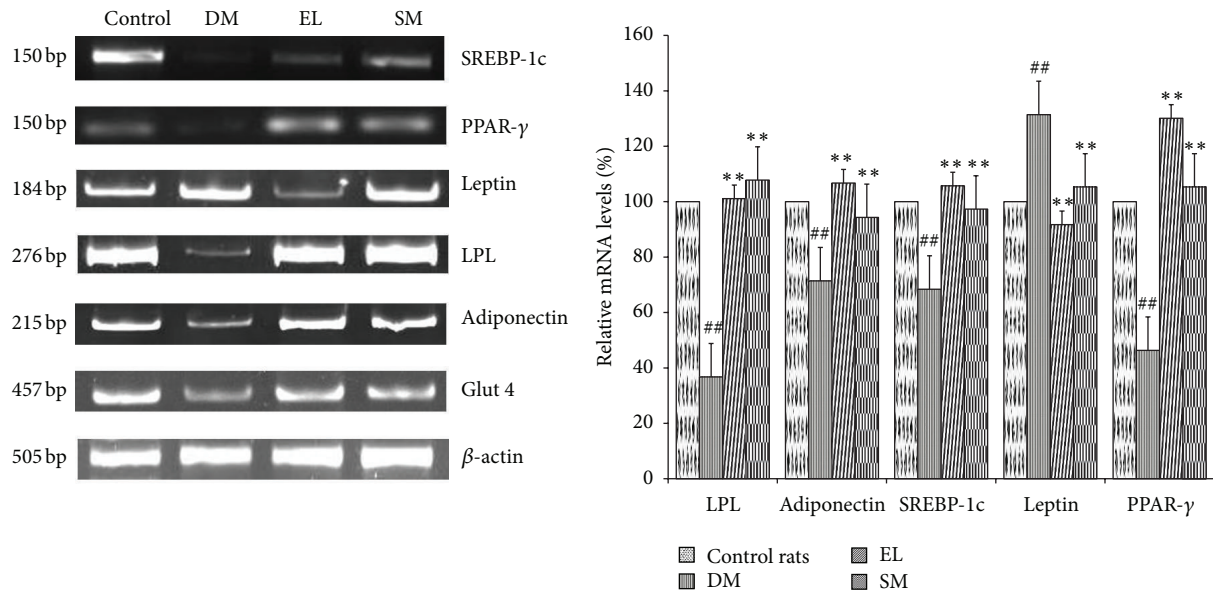 Control DM EL SM
150 bp SREBP-1c
150 bp PPAR-γ
184 bp Leptin
276 bp LPL
215 bp Adiponectin
457 bp Glut 4
505 bp β-actin
Relative mRNA levels (%)
160
140
120
100
80
60
40
20
0
## ** **
## ** **
## ** **
## ** **
## ** **
LPL Adiponectin SREBP-1c Leptin PPAR-γ
Control rats EL
DM SM